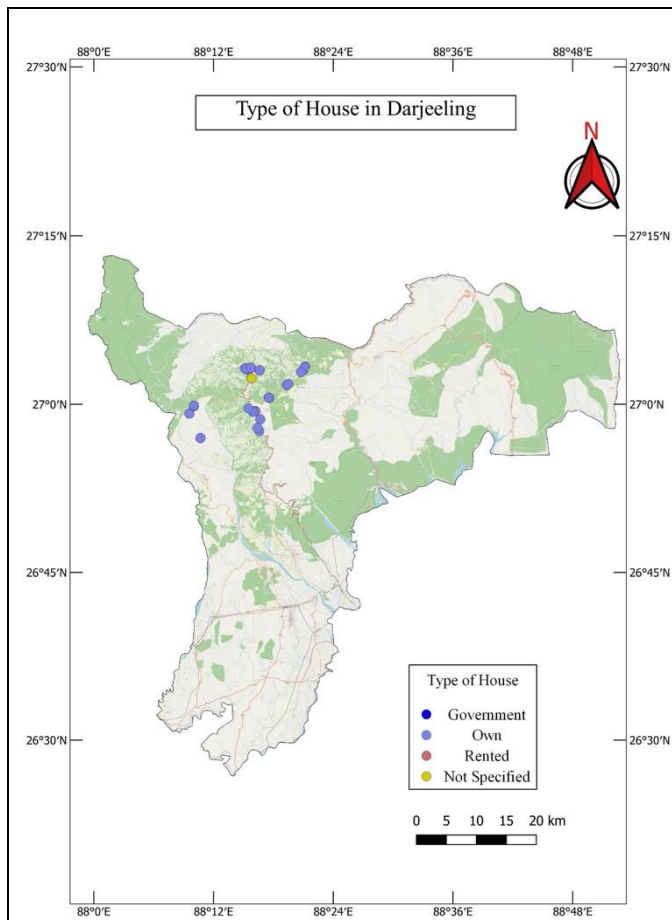 88°0'E 88°12'E 88°24'E 88°36'E 88°48'E
27°30'N 27°30'N
Type of House in Darjeeling
N
27°15'N 27°15'N
27°0'N 27°0'N
26°45'N 26°45'N
Type of House
Government
Own
Rented
Not Specified
26°30'N 26°30'N
0 5 10 15 20 km
88°0'E 88°12'E 88°24'E 88°36'E 88°48'E